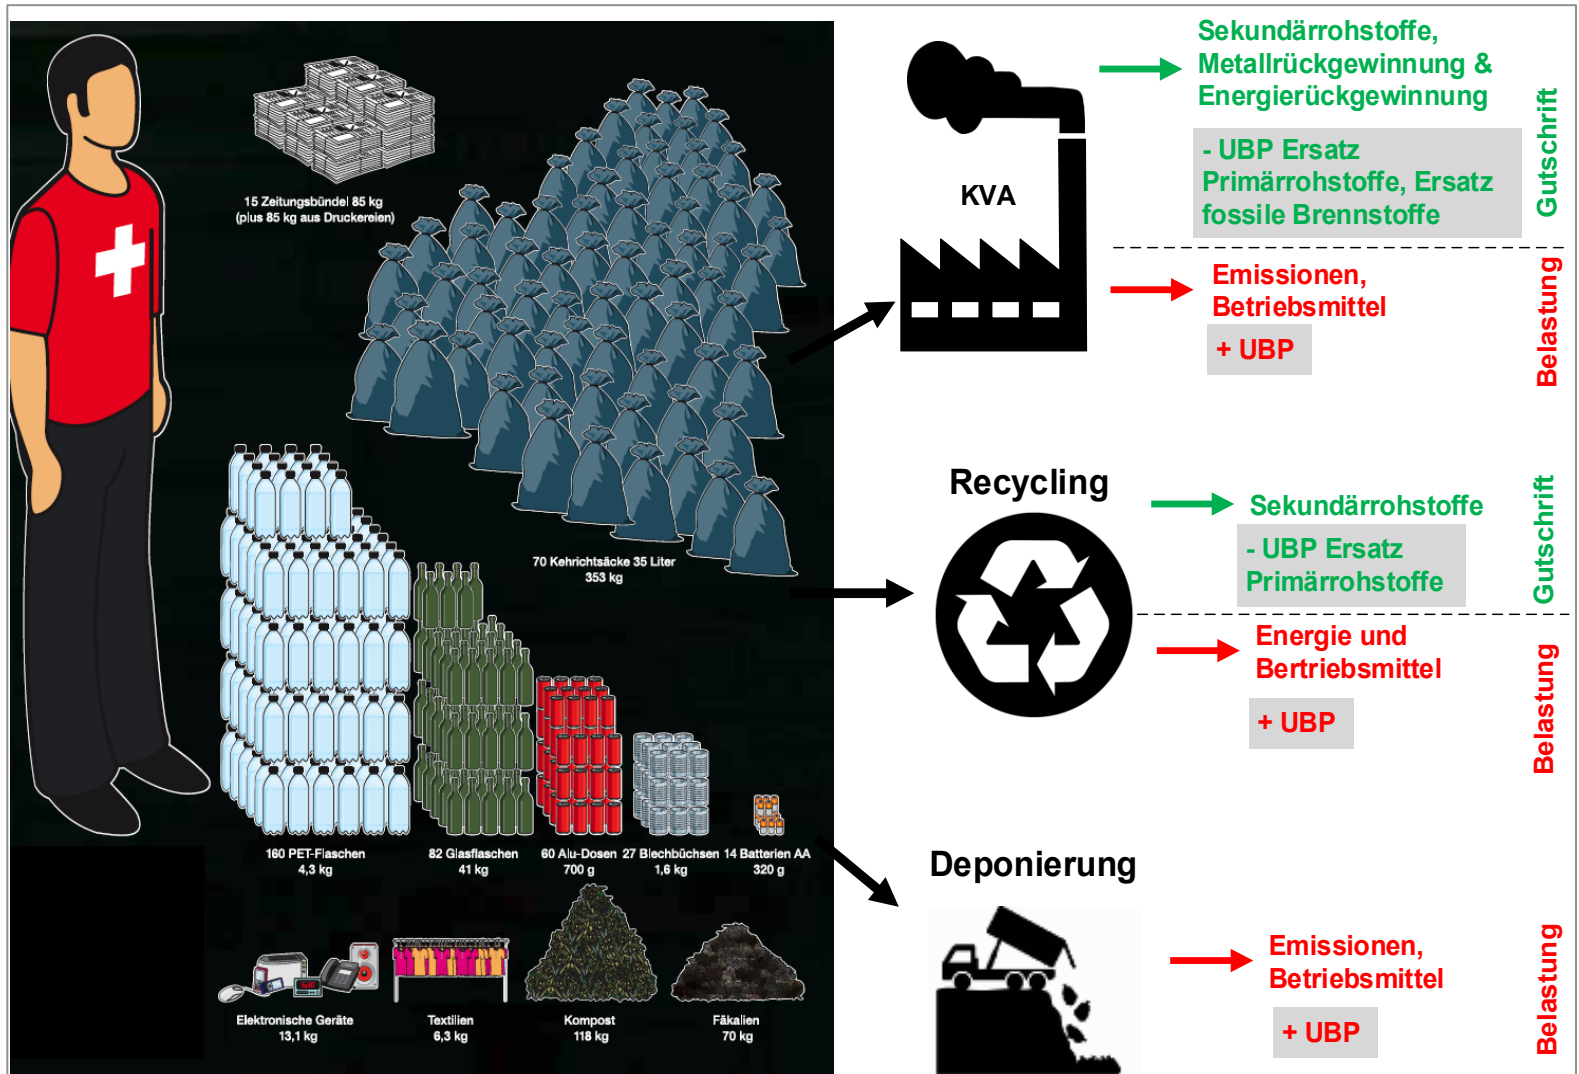 15 Zeitungsbündel 85 kg
(plus 85 kg aus Druckereien)
70 Kehrichtsäcke 35 Liter
353 kg
160 PET-Flaschen
4,3 kg
82 Glasflaschen
41 kg
60 Alu-Dosen
700 g
27 Blechbüchsen
1,6 kg
14 Batterien AA
320 g
Elektronische Geräte
13,1 kg
Textilien
6,3 kg
Kompost
118 kg
Fäkalien
70 kg
KVA
Sekundärrohstoffe,
Metallrückgewinnung &
Energierückgewinnung
- UBP Ersatz
Primärrohstoffe, Ersatz
fossile Brennstoffe
Gutschrift
Emissionen,
Betriebsmittel
+ UBP
Belastung
Recycling
Sekundärrohstoffe
- UBP Ersatz
Primärrohstoffe
Gutschrift
Energie und
Bertriebsmittel
+ UBP
Belastung
Deponierung
Emissionen,
Betriebsmittel
+ UBP
Belastung